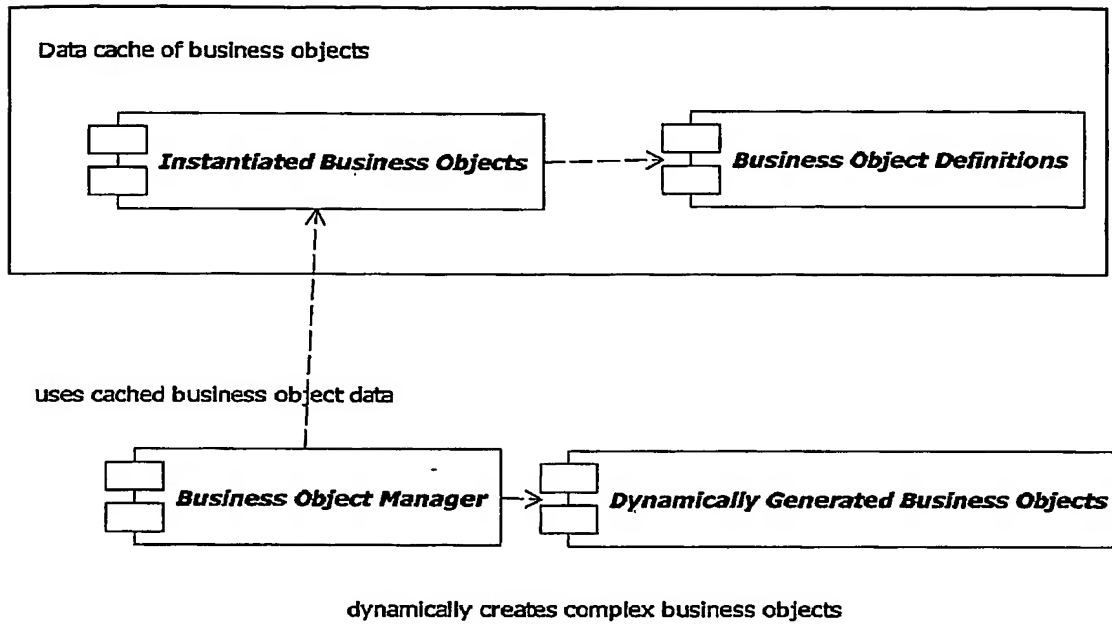 Data cache of business objects
Instantiated Business Objects
Business Object Definitions
uses cached business object data
Business Object Manager
Dynamically Generated Business Objects
dynamically creates complex business objects